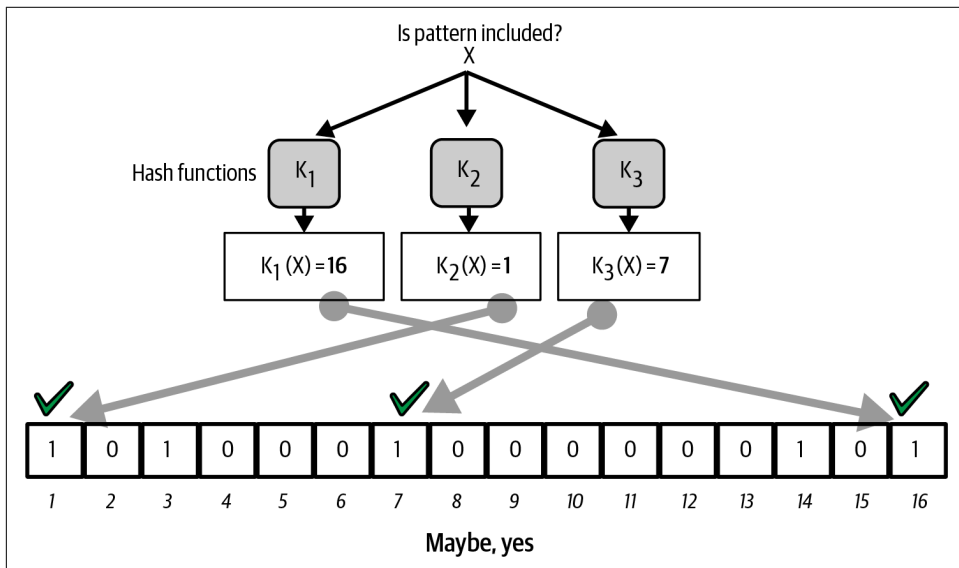 Is pattern included?
X
Hash functions K1 K2 K3
K1 (X) = 16 K2 (X) = 1 K3 (X) = 7
1 0 1 0 0 0 1 0 0 0 0 0 0 1 0 1
1 2 3 4 5 6 7 8 9 10 11 12 13 14 15 16
Maybe, yes